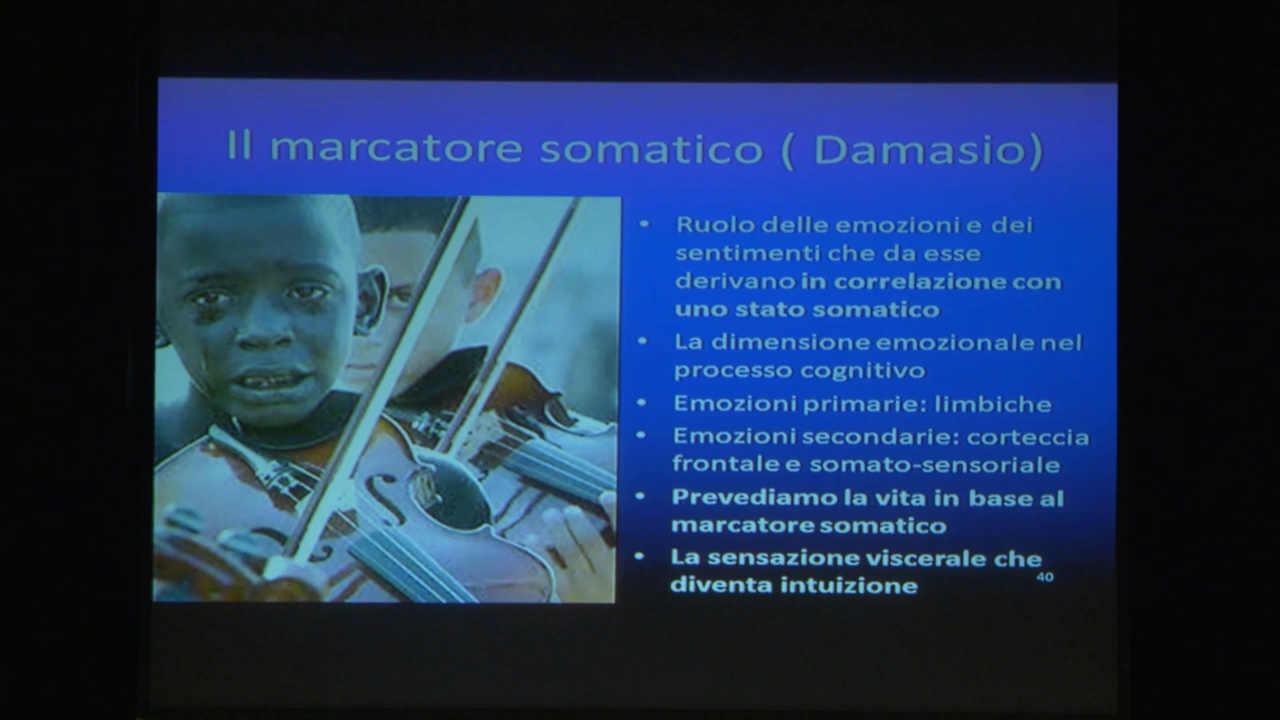 Il marcatore somatico ( Damasio)
• Ruolo delle emozioni e dei
sentimenti che da esse
derivano in correlazione con
uno stato somatico
• La dimensione emozionale nel
processo cognitivo
• Emozioni primarie: limbiche
• Emozioni secondarie: corteccia
frontale e somato-sensoriale
• Prevediamo la vita in base al
marcatore somatico
• La sensazione viscerale che
diventa intuizione
40